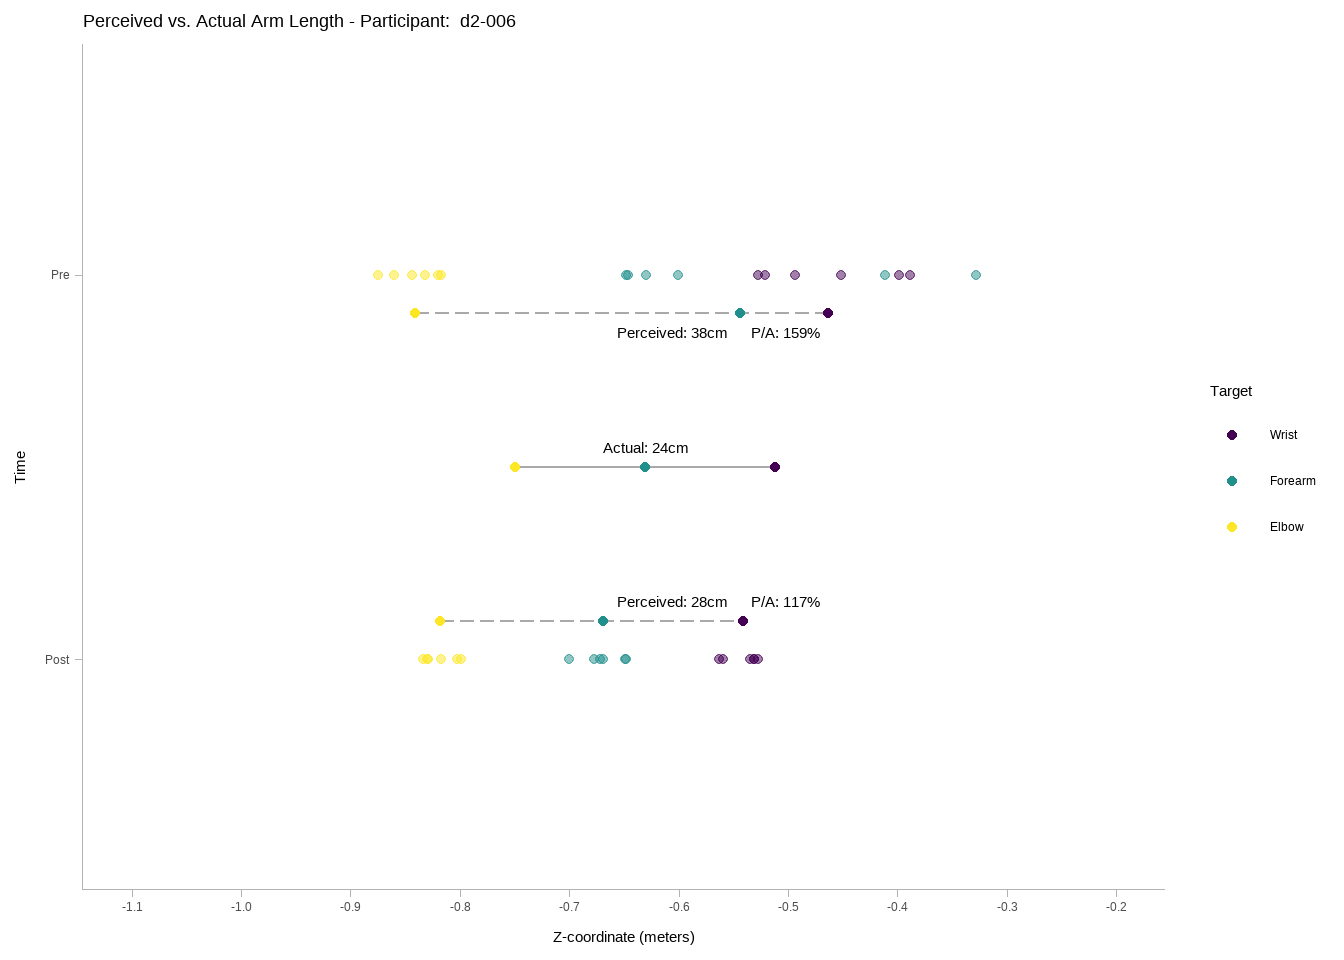 Perceived vs. Actual Arm Length - Participant:  d2-006
Pre
Perceived: 38cm
P/A: 159%
Target
Actual: 24cm
Wrist
Time
Forearm
Elbow
Perceived: 28cm
P/A: 117%
Post
-1.1
-1.0
-0.9
-0.8
-0.7
-0.6
-0.5
-0.4
-0.3
-0.2
Z-coordinate (meters)